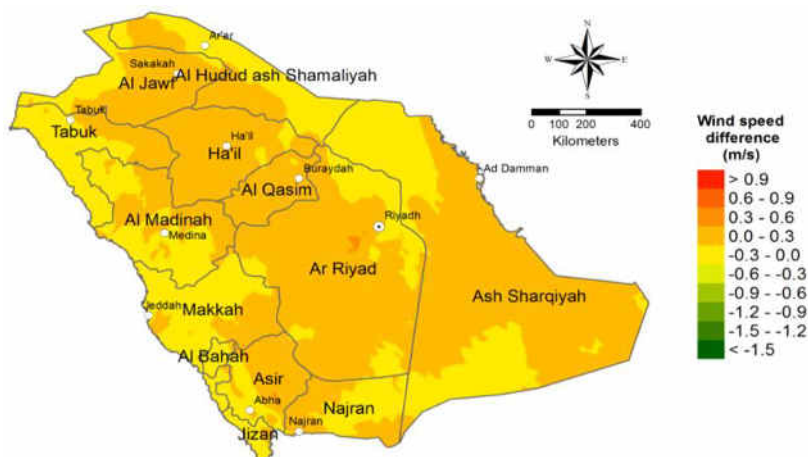 Ar'ar
Sakakah
Al Jawf
Al Hudud ash Shamaliyah
Tabuk
Tabuk
Ha'il
Ha'il
Buraydah
Al Qasim
Ad Damman
Al Madinah
Medina
Riyadh
Ar Riyad
Ash Sharqiyah
Jeddah
Makkah
Al Bahah
Asir
Abha
Najran
Najran
Jizan
N
W
E
S
0 100 200 400
Kilometers
Wind speed
difference
(m/s)
> 0.9
0.6 - 0.9
0.3 - 0.6
0.0 - 0.3
-0.3 - 0.0
-0.6 - -0.3
-0.9 - -0.6
-1.2 - -0.9
-1.5 - -1.2
< -1.5